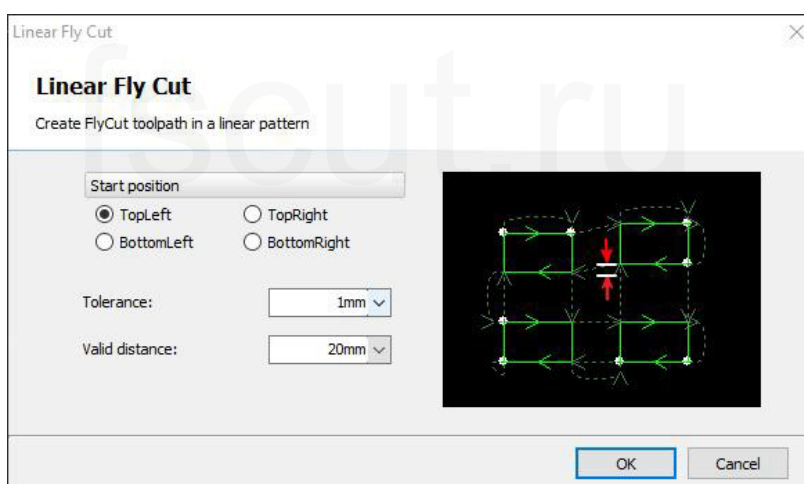 Linear Fly Cut
Linear Fly Cut
Create FlyCut toolpath in a linear pattern
fscut.ru
Start position
TopLeft TopRight
BottomLeft BottomRight
Tolerance: 1mm
Valid distance: 20mm
OK Cancel